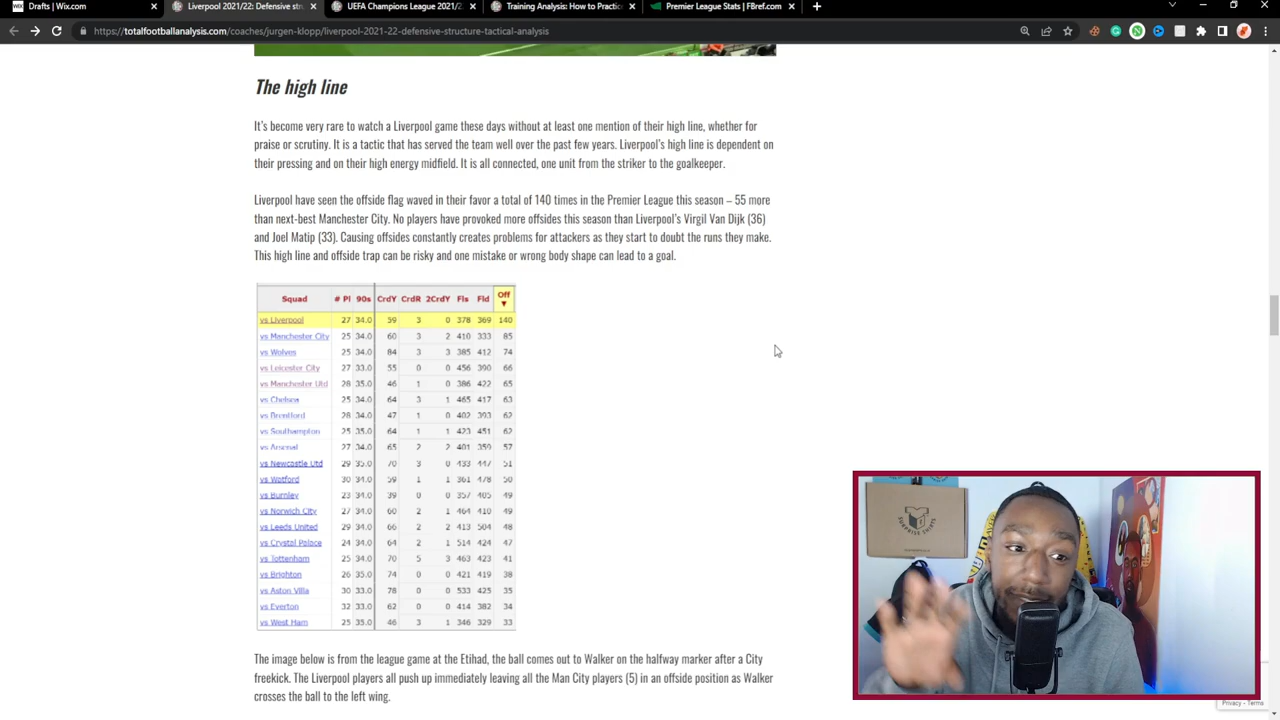 Drafts | Wix.com
Liverpool 2021/22: Defensive str
UEFA Champions League 2021/2
Training Analysis: How to Practic
Premier League Stats | FBref.com
https://totalfootballanalysis.com/coaches/jurgen-klopp/liverpool-2021-22-defensive-structure-tactical-analysis
The high line
It's become very rare to watch a Liverpool game these days without at least one mention of their high line, whether for
praise or scrutiny. It is a tactic that has served the team well over the past few years. Liverpool's high line is dependent on
their pressing and on their high energy midfield. It is all connected, one unit from the striker to the goalkeeper.
Liverpool have seen the offside flag waved in their favor a total of 140 times in the Premier League this season – 55 more
than next-best Manchester City. No players have provoked more offsides this season than Liverpool's Virgil Van Dijk (36)
and Joel Matip (33). Causing offsides constantly creates problems for attackers as they start to doubt the runs they make.
This high line and offside trap can be risky and one mistake or wrong body shape can lead to a goal.
Squad # Pl 90s CrdY CrdR 2CrdY Fls Fld Off
vs Liverpool 27 34.0 59 3 0 378 369 140
vs Manchester City 25 34.0 60 3 2 410 333 85
vs Wolves 25 34.0 84 3 3 385 412 74
vs Leicester City 27 33.0 55 0 0 456 390 66
vs Manchester Utd 28 35.0 46 1 0 386 422 65
vs Chelsea 25 34.0 64 3 1 465 417 63
vs Brentford 28 34.0 47 1 0 402 393 62
vs Southampton 25 35.0 64 1 1 423 451 62
vs Arsenal 27 34.0 65 2 2 401 359 57
vs Newcastle Utd 29 35.0 70 3 0 433 447 51
vs Watford 30 34.0 59 1 1 361 478 50
vs Burnley 23 34.0 39 0 0 357 405 49
vs Norwich City 27 34.0 60 2 1 464 410 49
vs Leeds United 29 34.0 66 2 2 413 504 48
vs Crystal Palace 24 34.0 64 2 1 514 424 47
vs Tottenham 25 34.0 70 5 3 463 423 41
vs Brighton 26 35.0 74 0 0 421 419 38
vs Aston Villa 30 33.0 78 0 0 533 425 35
vs Everton 32 33.0 62 0 0 414 382 34
vs West Ham 25 35.0 46 3 1 346 329 33
The image below is from the league game at the Etihad, the ball comes out to Walker on the halfway marker after a City
freekick. The Liverpool players all push up immediately leaving all the Man City players (5) in an offside position as Walker
crosses the ball to the left wing.
SURPRISE SHIRTS
Privacy - Terms